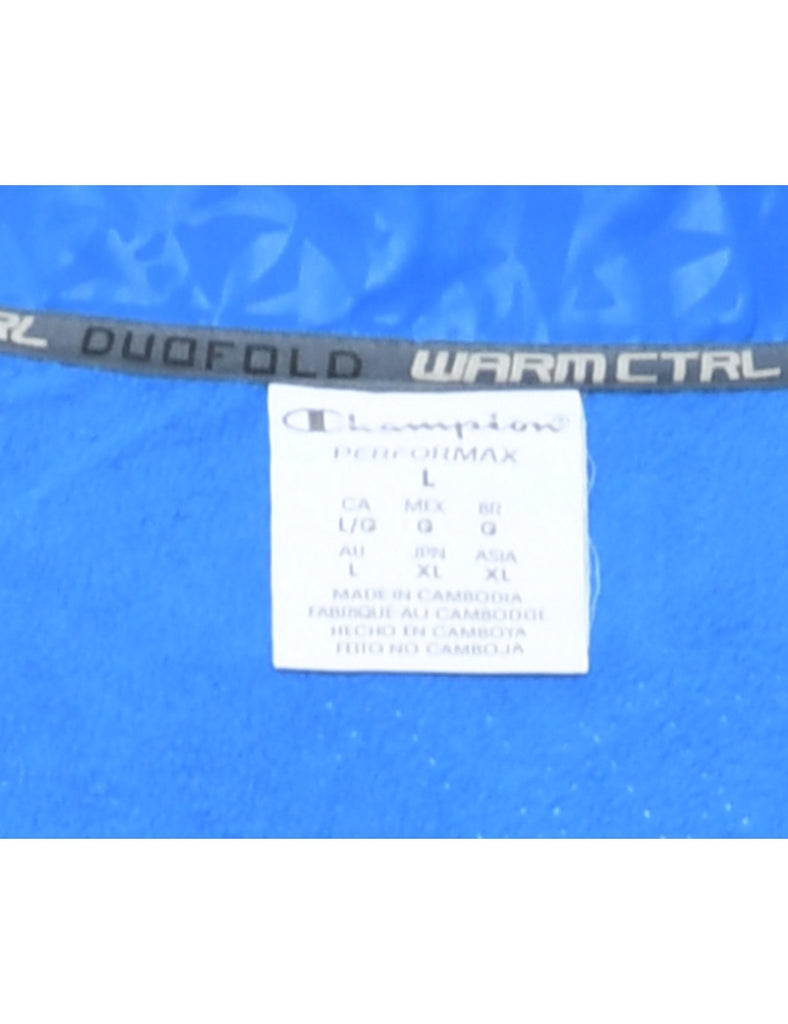 RL DUOFOLD WARM CTRL
Champion®
PERFORMAX
L
CA MEX BR
L/G G G
AU JPN ASIA
L XL XL
MADE IN CAMBODIA
FABRIQUE AU CAMBODGE
HECHO EN CAMBOYA
FEITO NO CAMBOJA